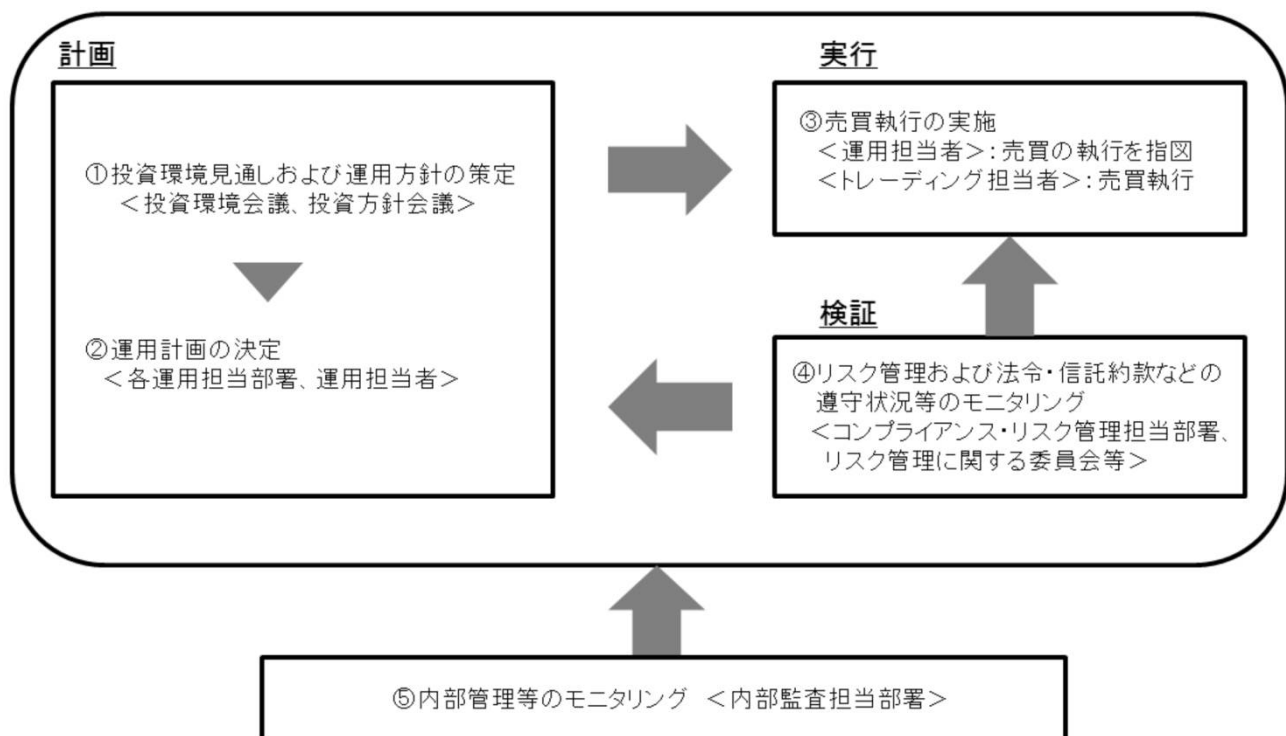 計画
①投資環境見通しおよび運用方針の策定
＜投資環境会議、投資方針会議＞
②運用計画の決定
＜各運用担当部署、運用担当者＞
実行
③売買執行の実施
＜運用担当者＞：売買の執行を指図
＜トレーディング担当者＞：売買執行
検証
④リスク管理および法令・信託約款などの
遵守状況等のモニタリング
＜コンプライアンス・リスク管理担当部署、
リスク管理に関する委員会等＞
⑤内部管理等のモニタリング ＜内部監査担当部署＞